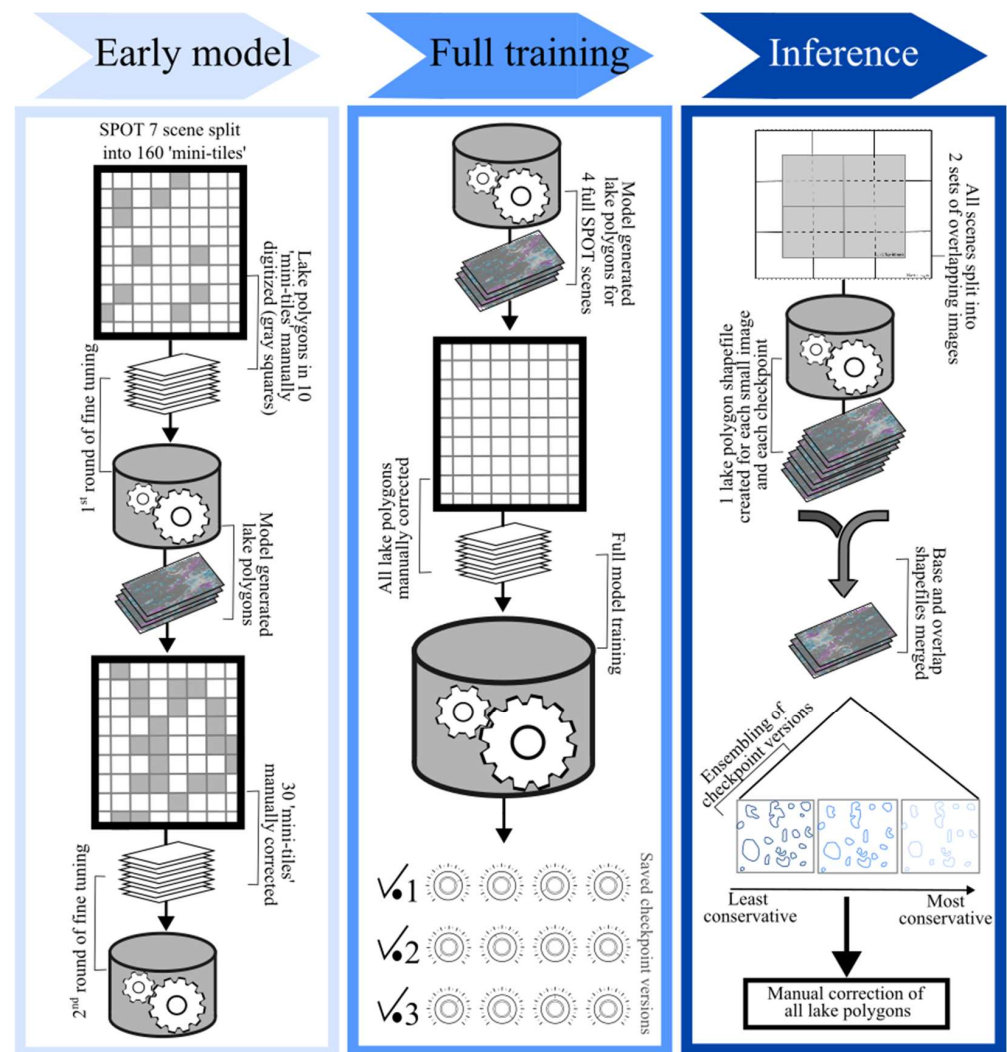 Early model
Full training
Inference
SPOT 7 scene split
into 160 'mini-tiles'
Lake polygons in 10
'mini-tiles' manually
digitized (gray squares)
1st round of fine tuning
Model generated
lake polygons
30 'mini-tiles'
manually corrected
2nd round of fine tuning
Model generated
lake polygons for
4 full SPOT scenes
All lake polygons
manually corrected
Full model training
.1
.2
.3
Saved checkpoint versions
All scenes split into
2 sets of overlapping images
1 lake polygon shapefile
created for each small image
and each checkpoint
Base and overlap
shapefiles merged
Ensembling of
checkpoint versions
Least
conservative
Most
conservative
Manual correction of
all lake polygons